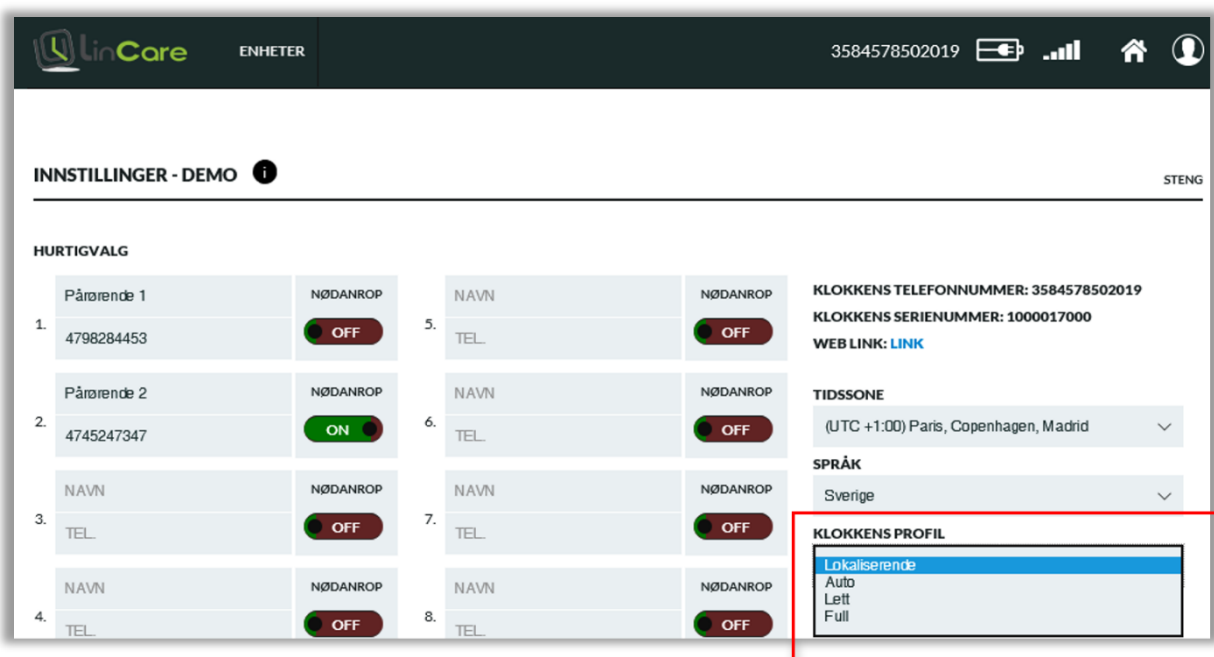 LinCare
ENHETER
3584578502019
INNSTILLINGER - DEMO i
STENG
HURTIGVALG
1.
Pårørende 1
4798284453
NØDANROP
OFF
2.
Pårørende 2
4745247347
NØDANROP
ON
3.
NAVN
TEL.
NØDANROP
OFF
4.
NAVN
TEL.
NØDANROP
OFF
5.
NAVN
TEL.
NØDANROP
OFF
6.
NAVN
TEL.
NØDANROP
OFF
7.
NAVN
TEL.
NØDANROP
OFF
8.
NAVN
TEL.
NØDANROP
OFF
KLOKKENS TELEFONNUMMER: 3584578502019
KLOKKENS SERIENUMMER: 1000017000
WEB LINK: LINK
TIDSSONE
(UTC +1:00) Paris, Copenhagen, Madrid
SPRÅK
Sverige
KLOKKENS PROFIL
Lokaliserende
Auto
Lett
Full